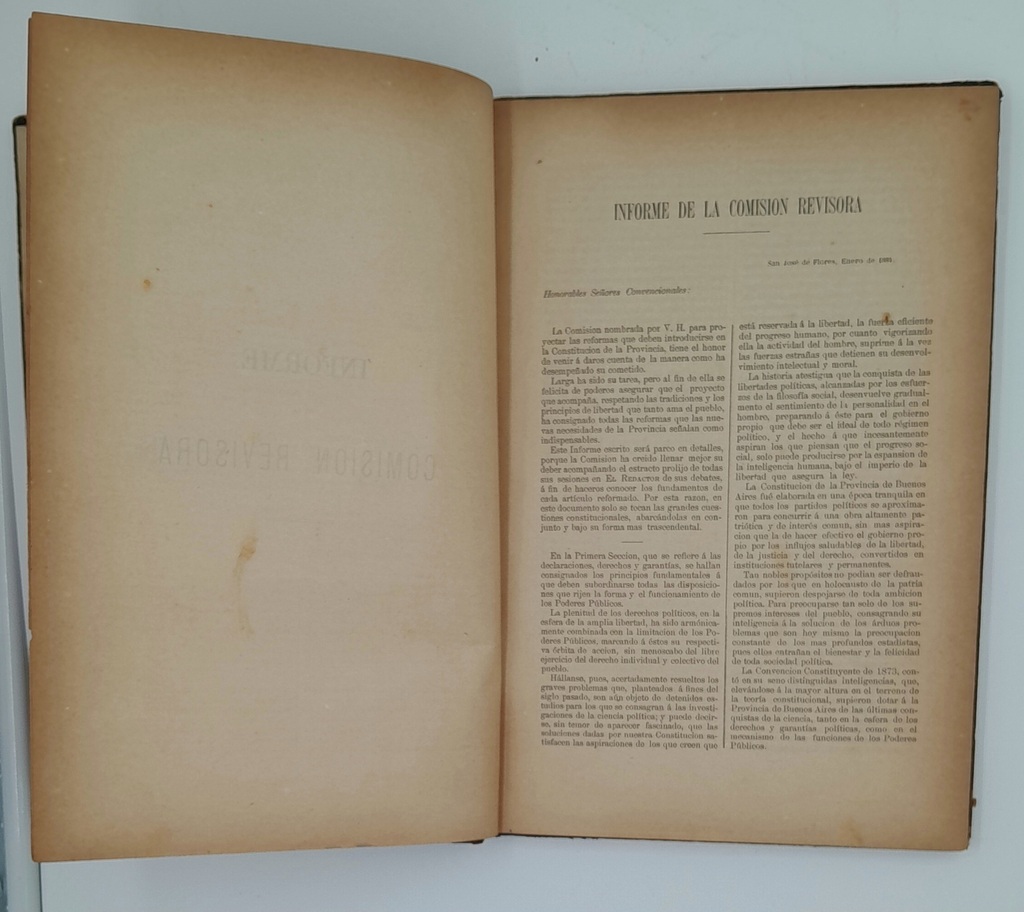 INFORME DE LA COMISION REVISORA
San José de Flores, Enero de
Honorables Señores Convencionales:
La Comision nombrada por V. H. para pro-
yectar las reformas que deben introducirse en
la Constitucion de la Provincia, tiene el honor
de venir á daros cuenta de la manera como ha
desempeñado su cometido.
Larga ha sido su tarea, pero al fin de ella se
felicita de poderos asegurar que el proyecto
que acompaña, respetando las tradiciones y los
principios de libertad que tanto ama el pueblo,
ha consignado todas las reformas que las nue-
vas necesidades de la Provincia señalan como
indispensables.
Este Informe escrito será parco en detalles,
porque la Comision ha creido llenar mejor su
deber acompañando el estracto prolijo de todas
sus sesiones en EL REDACTOR de sus debates,
á fin de haceros conocer los fundamentos de
cada artículo reformado. Por esta razon, en
este documento solo se tocan las grandes cues-
tiones constitucionales, abarcándolas en con-
junto y bajo su forma mas trascendental.
En la Primera Seccion, que se refiere á las
declaraciones, derechos y garantías, se hallan
consignados los principios fundamentales á
que deben subordinarse todas las disposicio-
nes que rijen la forma y el funcionamiento de
los Poderes Públicos.
La plenitud de los derechos políticos, en la
esfera de la amplia libertad, ha sido armónica-
mente combinada con la limitacion de los Po-
deres Públicos, marcando á éstos su respecti-
va órbita de accion, sin menoscabo del libre
ejercicio del derecho individual y colectivo del
pueblo.
Hállanse, pues, acertadamente resueltos los
graves problemas que, planteados á fines del
siglo pasado, son aún objeto de detenidos es-
tudios para los que se consagran á las investi-
gaciones de la ciencia política; y puede decir-
se, sin temor de aparecer fascinado, que las
soluciones dadas por nuestra Constitucion sa-
tisfacen las aspiraciones de los que creen que
está reservada á la libertad, la fuerza eficiente
del progreso humano, por cuanto vigorizando
ella la actividad del hombre, suprime á la vez
las fuerzas estrañas que detienen su desenvol-
vimiento intelectual y moral.
La historia atestigua que la conquista de las
libertades políticas, alcanzadas por los esfuer-
zos de la filosofía social, desenvuelve gradual-
mente el sentimiento de la personalidad en el
hombre, preparando á éste para el gobierno
propio que debe ser el ideal de todo régimen
político, y el hecho á que incesantemente
aspiran los que piensan que el progreso so-
cial, solo puede producirse por la espansion de
la inteligencia humana, bajo el imperio de la
libertad que asegura la ley.
La Constitucion de la Provincia de Buenos
Aires fué elaborada en una época tranquila en
que todos los partidos políticos se aproxima-
ron para concurrir á una obra altamente pa-
triótica y de interés comun, sin mas aspira-
cion que la de hacer efectivo el gobierno pro-
pio por los influjos saludables de la libertad,
de la justicia y del derecho, convertidos en
instituciones tutelares y permanentes.
Tan nobles propósitos no podian ser defrau-
dados por los que en holocausto de la patria
comun, supieron despojarse de toda ambicion
política. Para preocuparse tan solo de los su-
premos intereses del pueblo, consagrando su
inteligencia á la solucion de los árduos pro-
blemas que son hoy mismo la preocupacion
constante de los mas profundos estadistas,
pues ellos entrañan el bienestar y la felicidad
de toda sociedad política.
La Convencion Constituyente de 1873, con-
tó en su seno distinguidas inteligencias, que,
elevándose á la mayor altura en el terreno de
la teoría constitucional, supieron dotar á la
Provincia de Buenos Aires de las últimas con-
quistas de la ciencia, tanto en la esfera de los
derechos y garantías políticas, como en el
mecanismo de las funciones de los Poderes
Públicos.